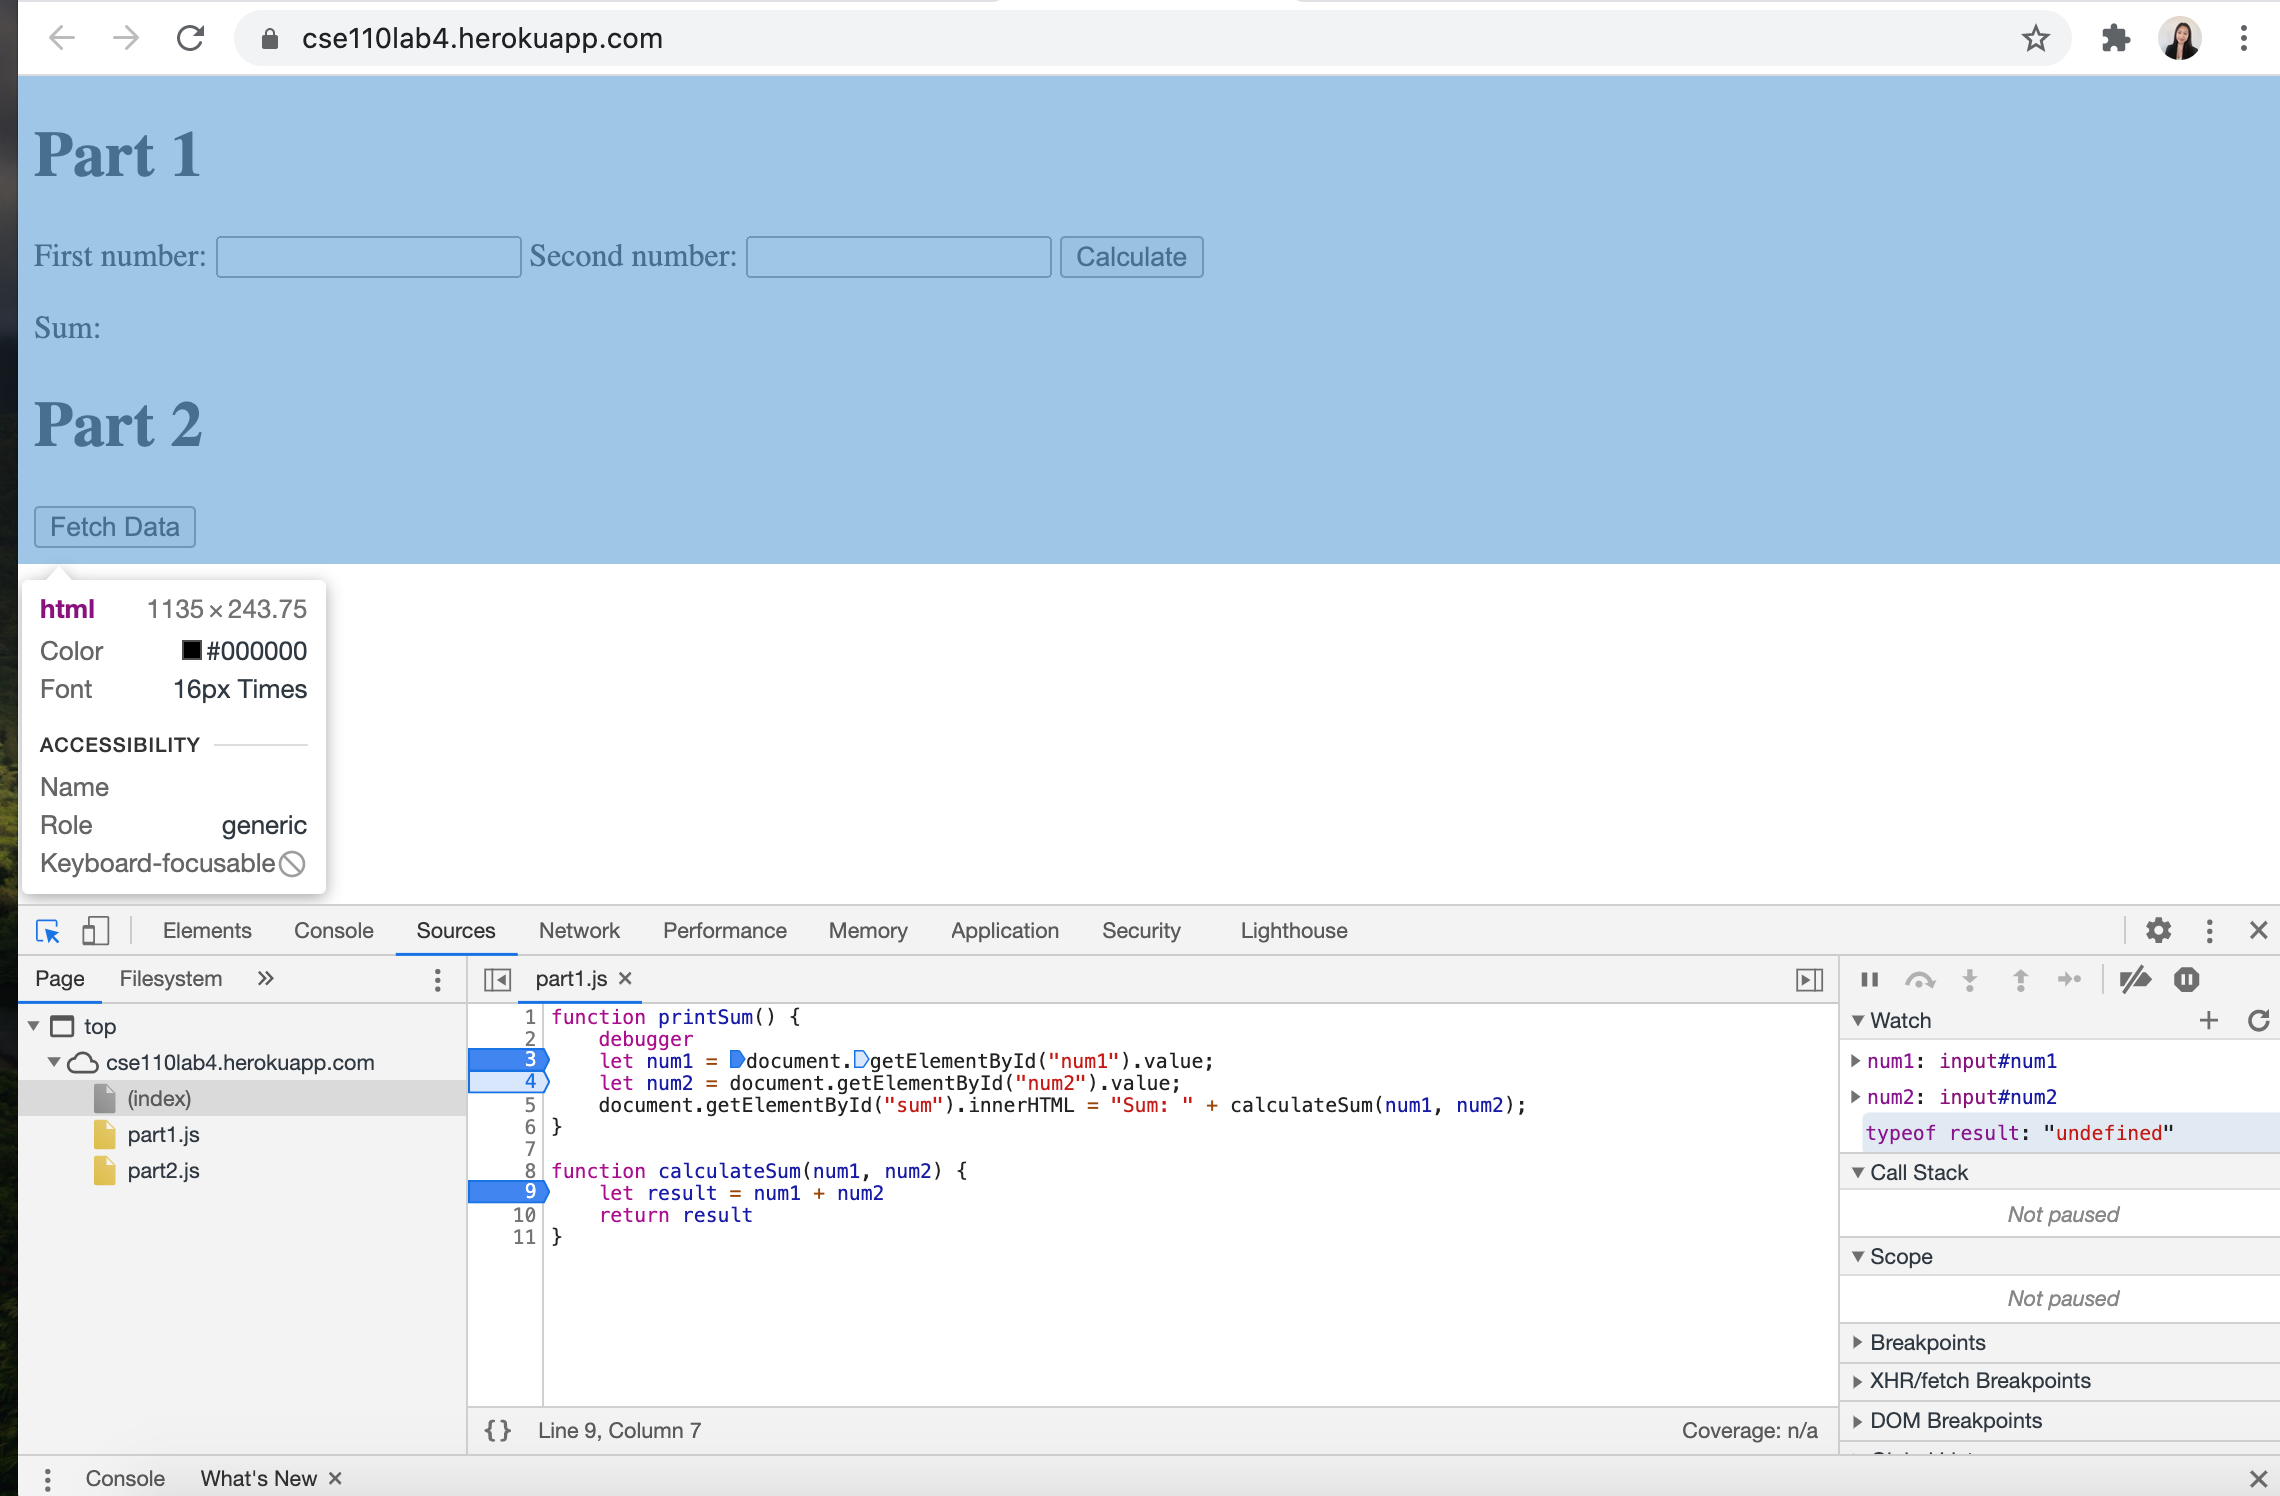 cse110lab4.herokuapp.com
Part 1
First number: Second number: Calculate
Sum:
Part 2
Fetch Data
html 1135 × 243.75
Color #000000
Font 16px Times
ACCESSIBILITY
Name
Role generic
Keyboard-focusable
Elements Console Sources Network Performance Memory Application Security Lighthouse
Page Filesystem »
top
cse110lab4.herokuapp.com
(index)
part1.js
part2.js
part1.js ×
1 function printSum() {
2 debugger
3 let num1 = document.getElementById("num1").value;
4 let num2 = document.getElementById("num2").value;
5 document.getElementById("sum").innerHTML = "Sum: " + calculateSum(num1, num2);
6 }
7
8 function calculateSum(num1, num2) {
9 let result = num1 + num2
10 return result
11 }
{} Line 9, Column 7 Coverage: n/a
Watch
num1: input#num1
num2: input#num2
typeof result: "undefined"
Call Stack
Not paused
Scope
Not paused
Breakpoints
XHR/fetch Breakpoints
DOM Breakpoints
Console What's New ×